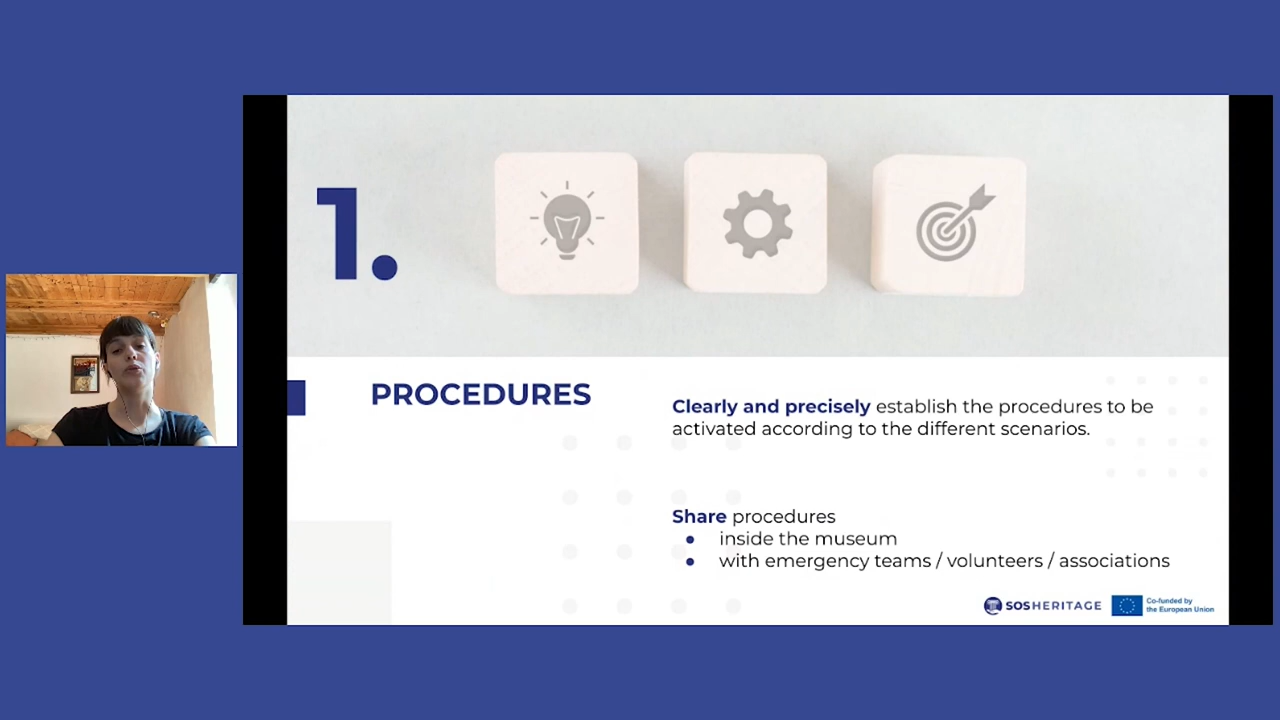 1.
PROCEDURES
Clearly and precisely establish the procedures to be
activated according to the different scenarios.
Share procedures
● inside the museum
● with emergency teams / volunteers / associations
SOSHERITAGE
Co-funded by
the European Union